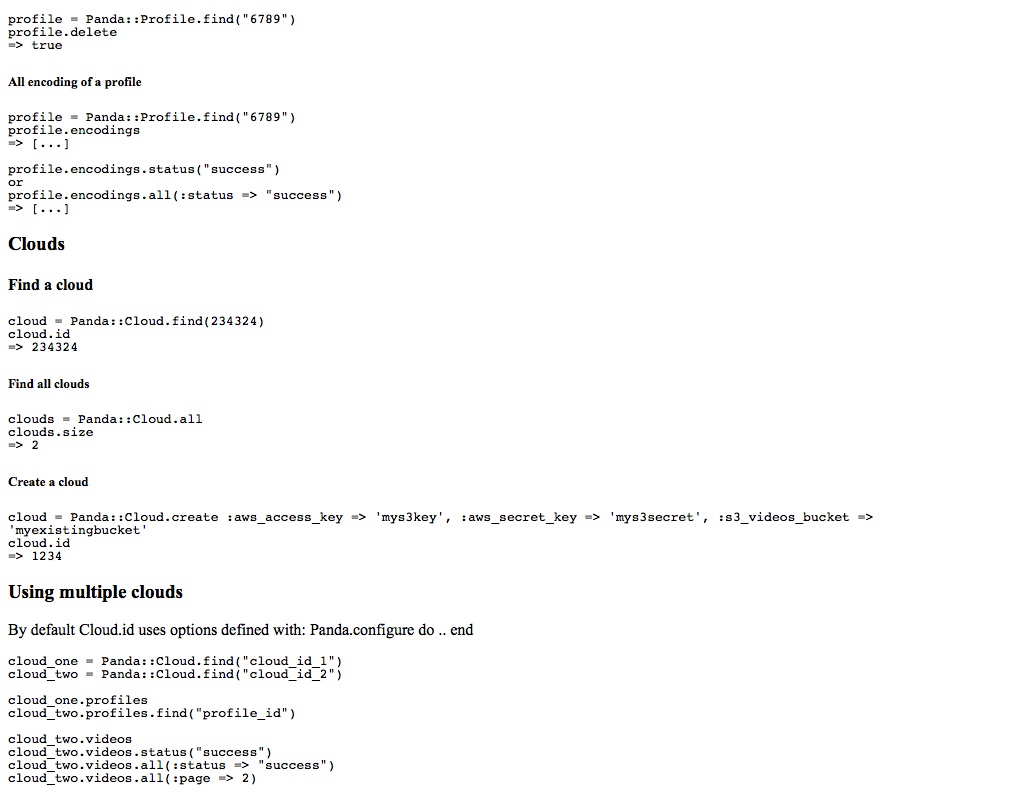 profile = Panda::Profile.find("6789")
profile.delete
=> true
All encoding of a profile
profile = Panda::Profile.find("6789")
profile.encodings
=> [...]
profile.encodings.status("success")
or
profile.encodings.all(:status => "success")
=> [...]
Clouds
Find a cloud
cloud = Panda::Cloud.find(234324)
cloud.id
=> 234324
Find all clouds
clouds = Panda::Cloud.all
clouds.size
=> 2
Create a cloud
cloud = Panda::Cloud.create :aws_access_key => 'mys3key', :aws_secret_key => 'mys3secret', :s3_videos_bucket =>
'myexistingbucket'
cloud.id
=> 1234
Using multiple clouds
By default Cloud.id uses options defined with: Panda.configure do .. end
cloud_one = Panda::Cloud.find("cloud_id_1")
cloud_two = Panda::Cloud.find("cloud_id_2")
cloud_one.profiles
cloud_two.profiles.find("profile_id")
cloud_two.videos
cloud_two.videos.status("success")
cloud_two.videos.all(:status => "success")
cloud_two.videos.all(:page => 2)